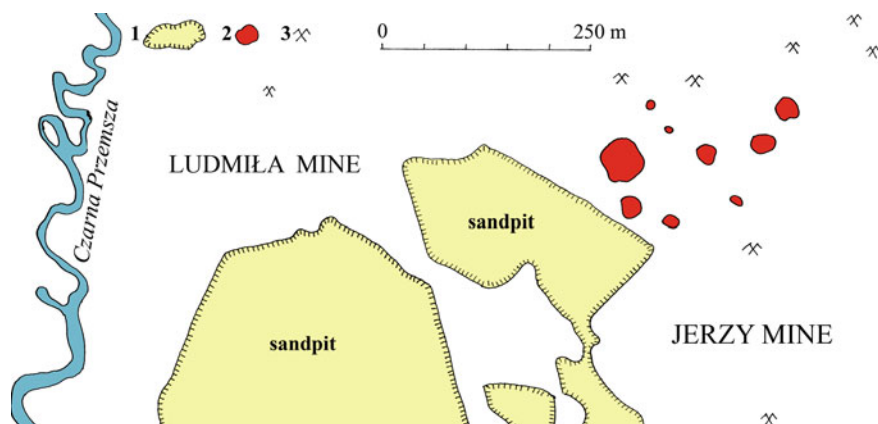 1 2 3 0 250 m
Czarna Przemsza
LUDMIŁA MINE
sandpit
sandpit
JERZY MINE